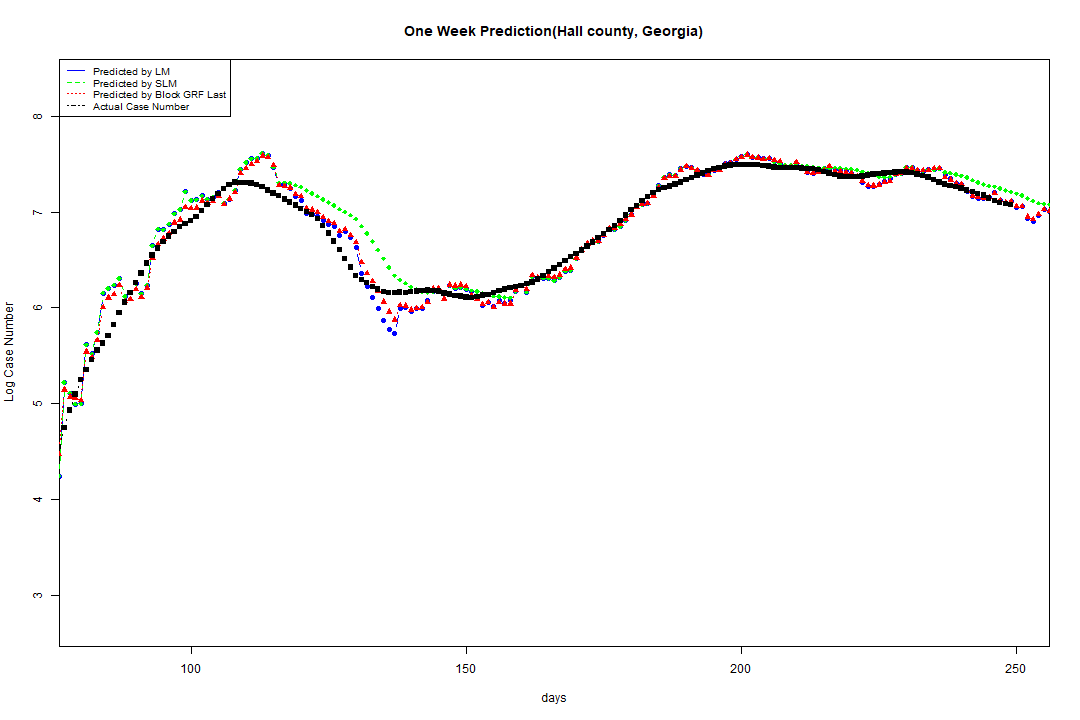 One Week Prediction(Hall county, Georgia)
Predicted by LM
Predicted by SLM
Predicted by Block GRF Last
Actual Case Number
8
7
6
5
4
3
Log Case Number
100
150
200
250
days